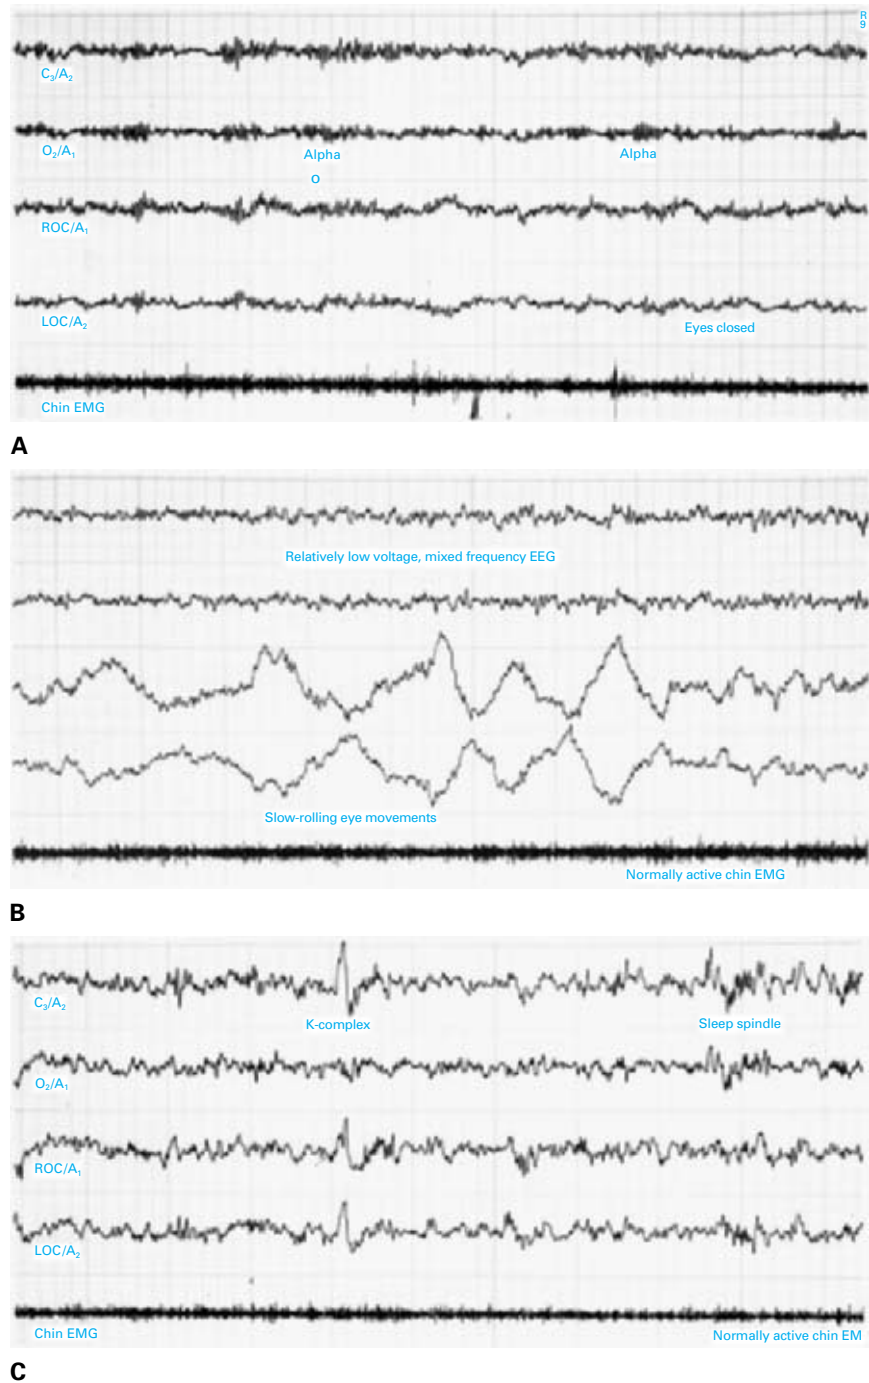 R
9
C₃/A₂
O₂/A₁
Alpha
Alpha
O
ROC/A₁
LOC/A₂
Eyes closed
Chin EMG
A
Relatively low voltage, mixed frequency EEG
Slow-rolling eye movements
Normally active chin EMG
B
C₃/A₂
K-complex
Sleep spindle
O₂/A₁
ROC/A₁
LOC/A₂
Chin EMG
Normally active chin EM
C